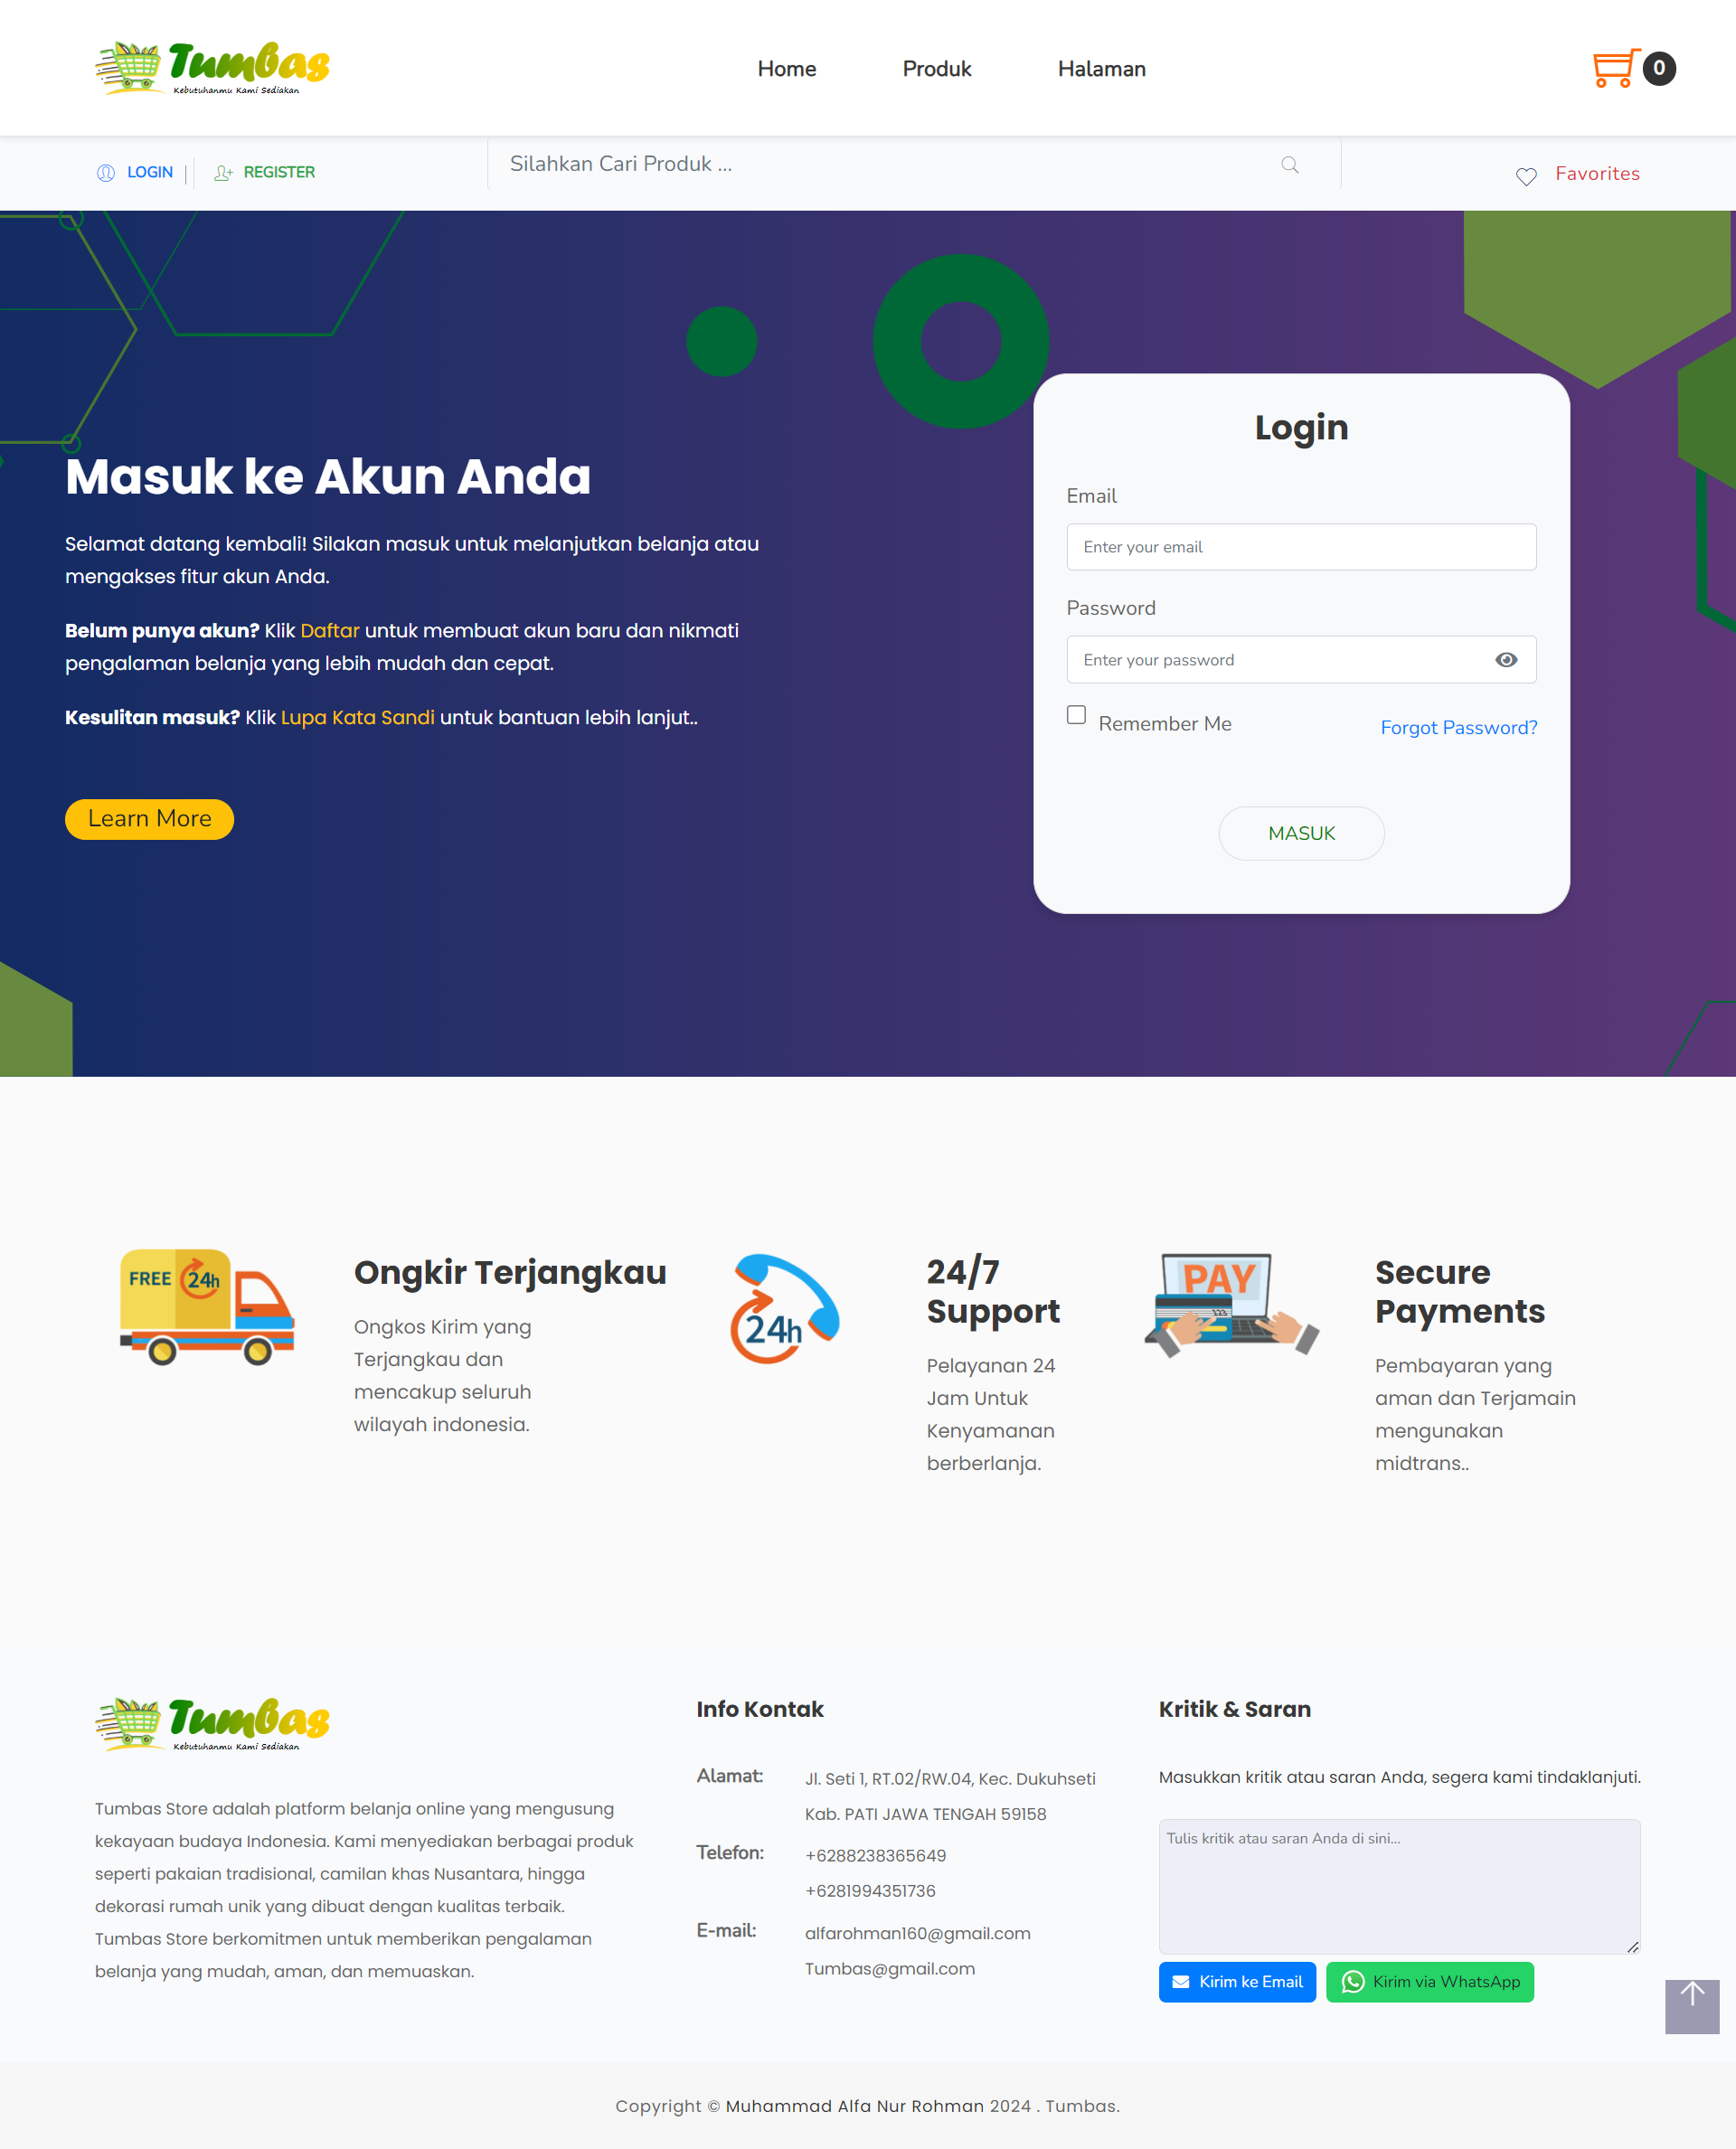 Tumbas
Kebutuhanmu Kami Sediakan
Home
Produk
Halaman
0
LOGIN
REGISTER
Silahkan Cari Produk ...
Favorites
Masuk ke Akun Anda
Selamat datang kembali! Silakan masuk untuk melanjutkan belanja atau
mengakses fitur akun Anda.
Belum punya akun? Klik Daftar untuk membuat akun baru dan nikmati
pengalaman belanja yang lebih mudah dan cepat.
Kesulitan masuk? Klik Lupa Kata Sandi untuk bantuan lebih lanjut..
Learn More
Login
Email
Enter your email
Password
Enter your password
Remember Me
Forgot Password?
MASUK
FREE 24h
Ongkir Terjangkau
Ongkos Kirim yang
Terjangkau dan
mencakup seluruh
wilayah indonesia.
24h
24/7
Support
Pelayanan 24
Jam Untuk
Kenyamanan
berberlanja.
PAY
123
Secure
Payments
Pembayaran yang
aman dan Terjamain
mengunakan
midtrans..
Tumbas
Kebutuhanmu Kami Sediakan
Tumbas Store adalah platform belanja online yang mengusung
kekayaan budaya Indonesia. Kami menyediakan berbagai produk
seperti pakaian tradisional, camilan khas Nusantara, hingga
dekorasi rumah unik yang dibuat dengan kualitas terbaik.
Tumbas Store berkomitmen untuk memberikan pengalaman
belanja yang mudah, aman, dan memuaskan.
Info Kontak
Alamat:
Jl. Seti 1, RT.02/RW.04, Kec. Dukuhseti
Kab. PATI JAWA TENGAH 59158
Telefon:
+6288238365649
+6281994351736
E-mail:
alfarohman160@gmail.com
Tumbas@gmail.com
Kritik & Saran
Masukkan kritik atau saran Anda, segera kami tindaklanjuti.
Tulis kritik atau saran Anda di sini...
Kirim ke Email
Kirim via WhatsApp
Copyright © Muhammad Alfa Nur Rohman 2024 . Tumbas.